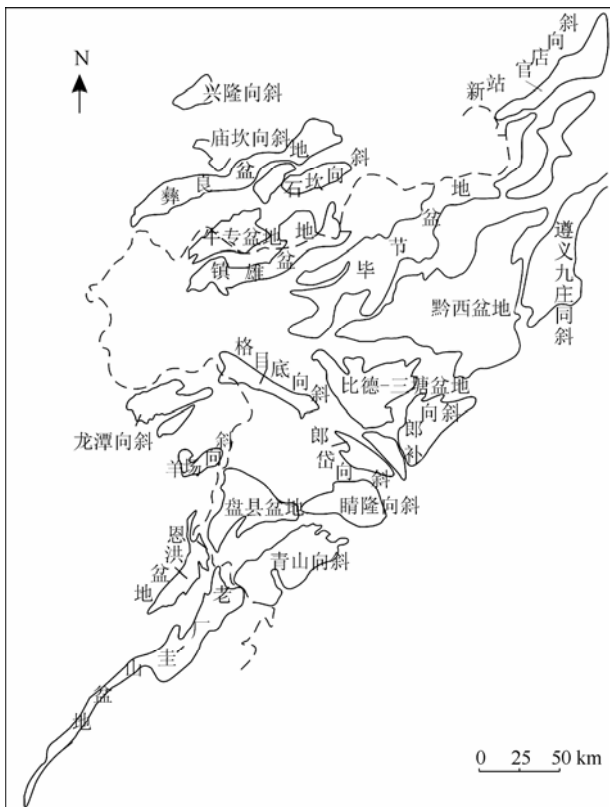 N
新站
官店向斜
兴隆向斜
庙坎向斜
彝良盆地
石坎向斜
牛专盆地
镇雄盆地
毕节盆地
遵义九庄同斜
黔西盆地
格目底向斜
比德-三塘盆地
龙潭向斜
羊场向斜
郎岱向斜
郎补向斜
盘县盆地
睛隆向斜
恩洪盆地
青山向斜
老厂
圭山盆地
0 25 50 km